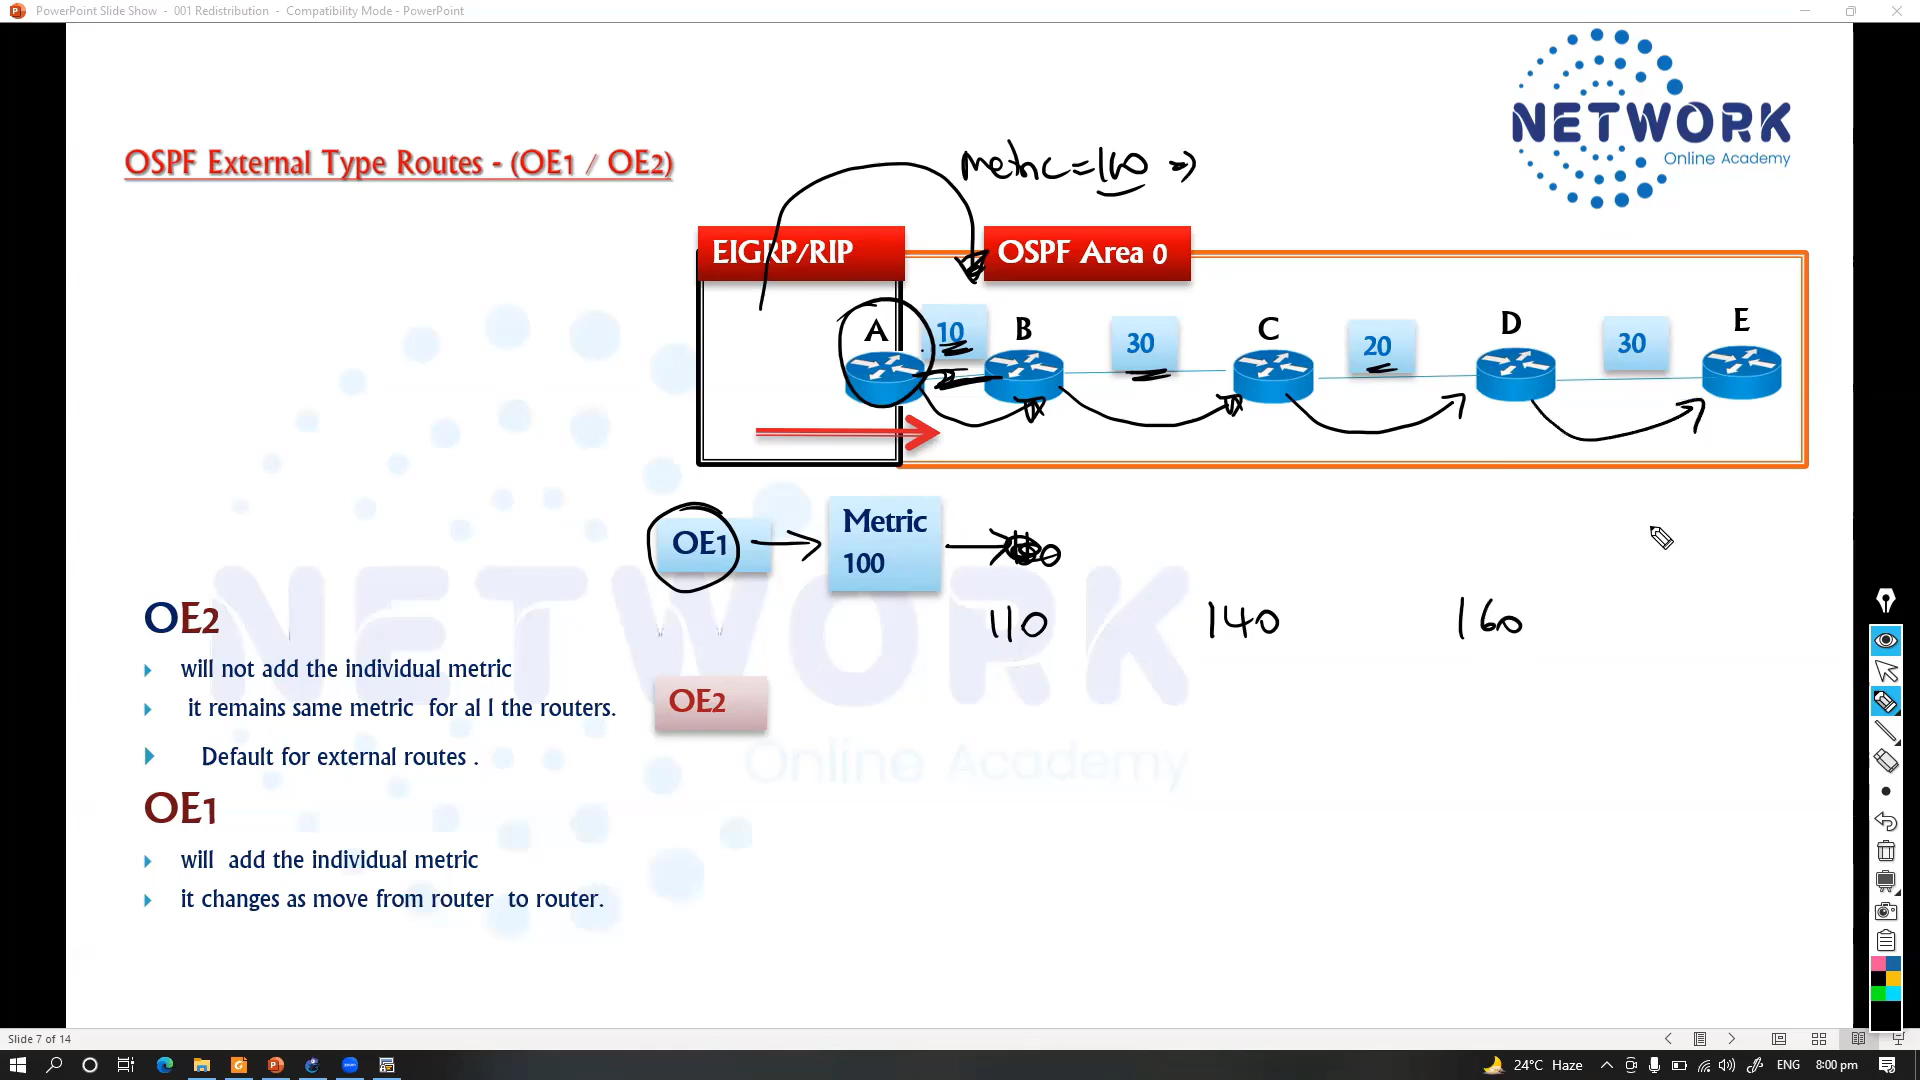 PowerPoint Slide Show - 001 Redistribution - Compatibility Mode - PowerPoint
NETWORK
Online Academy
OSPF External Type Routes - (OE1 / OE2)
Metric = 100 ->
EIGRP/RIP
OSPF Area 0
A
10
B
30
C
20
D
30
E
OE1
Metric
100
110
140
160
OE2
will not add the individual metric
it remains same metric for al l the routers.
Default for external routes .
OE2
OE1
will add the individual metric
it changes as move from router to router.
NETWORK
Online Academy
Slide 7 of 14
24°C Haze
ENG
8:00 pm